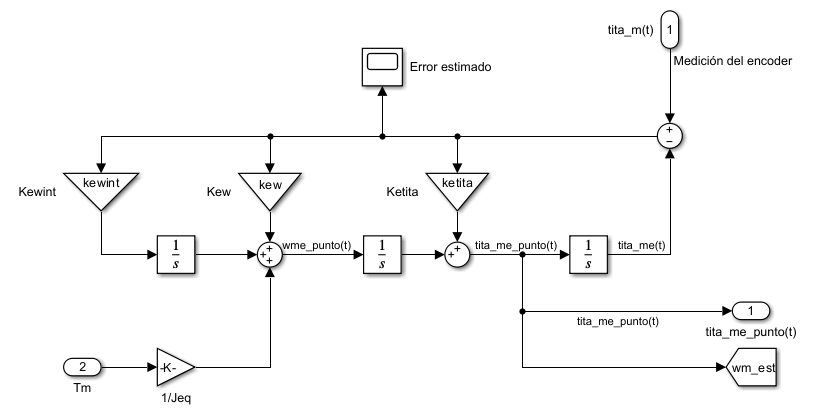 tita_m(t)
1
Medición del encoder
Error estimado
+
−
Kewint
kewint
Kew
kew
Ketita
ketita
1
s
+
+
+
wme_punto(t)
1
s
+
+
tita_me_punto(t)
1
s
tita_me(t)
1
tita_me_punto(t)
tita_me_punto(t)
2
Tm
-K-
1/Jeq
wm_est